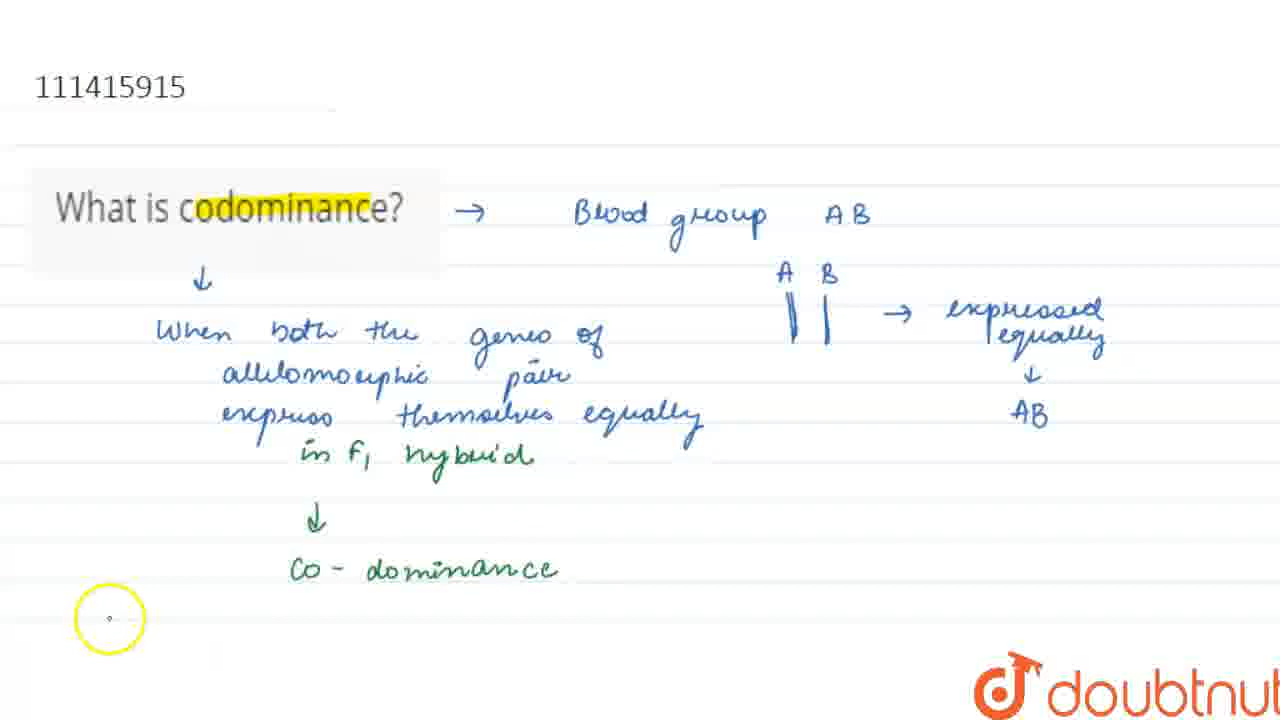 111415915
What is codominance? → Blood group AB
↓
A B
When both the genes of
→ expressed equally
allelomorphic pair
↓
express themselves equally
AB
in F1 hybrid
↓
Co - dominance
doubtnut